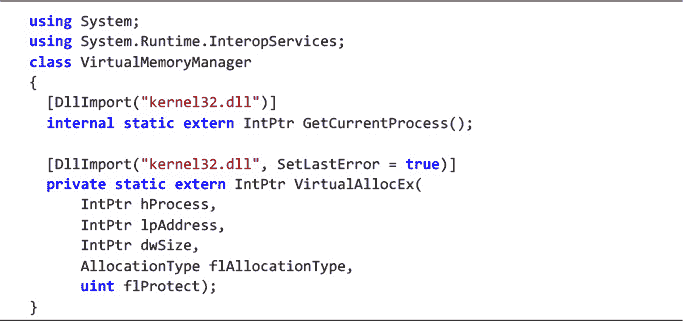 using System;
using System.Runtime.InteropServices;
class VirtualMemoryManager
{
  [DllImport("kernel32.dll")]
  internal static extern IntPtr GetCurrentProcess();

  [DllImport("kernel32.dll", SetLastError = true)]
  private static extern IntPtr VirtualAllocEx(
      IntPtr hProcess,
      IntPtr lpAddress,
      IntPtr dwSize,
      AllocationType flAllocationType,
      uint flProtect);
}